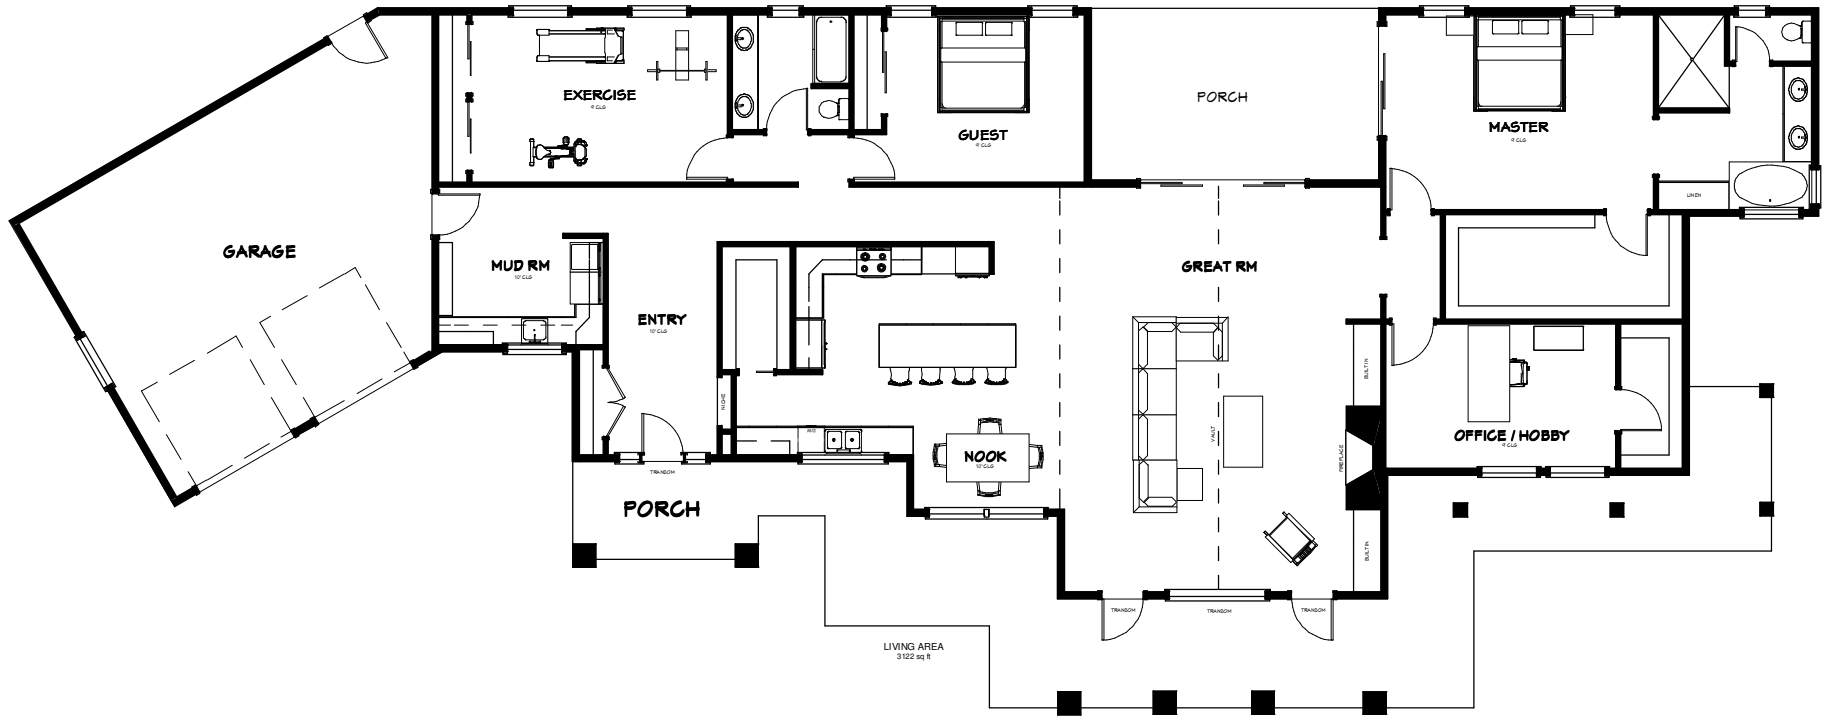 EXERCISE
9' CLG
GUEST
9' CLG
PORCH
MASTER
9' CLG
LINEN
GARAGE
MUD RM
10' CLG
ENTRY
10' CLG
GREAT RM
NICHE
BUILT IN
VAULT
FIREPLACE
OFFICE / HOBBY
9' CLG
NOOK
10' CLG
TRANSOM
PORCH
BUILT IN
TRANSOM
TRANSOM
TRANSOM
LIVING AREA
3122 sq ft